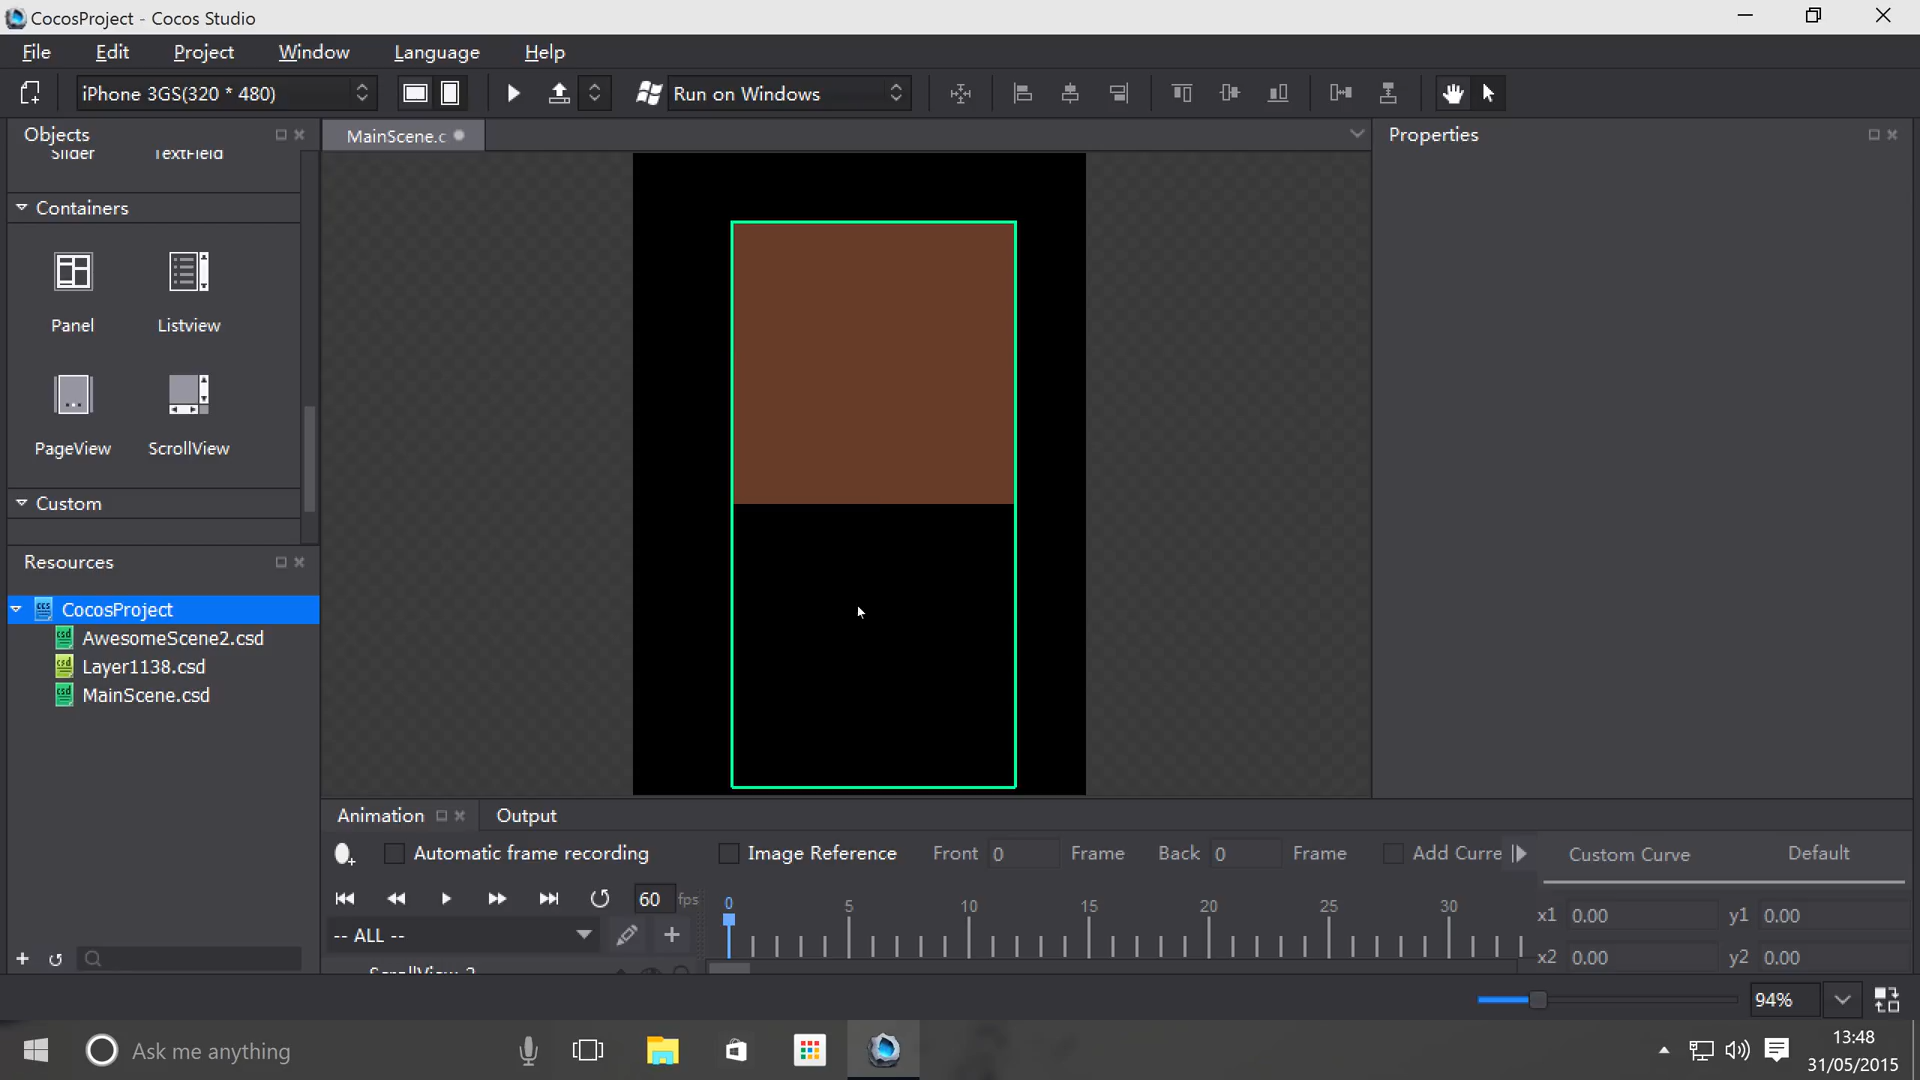 CocosProject - Cocos Studio
File Edit Project Window Language Help
iPhone 3GS(320 * 480) Run on Windows
Objects
MainScene.c
Properties
Slider TextField
Containers
Panel Listview
PageView ScrollView
Custom
Resources
CocosProject
AwesomeScene2.csd
Layer1138.csd
MainScene.csd
Animation Output
Automatic frame recording Image Reference Front 0 Frame Back 0 Frame Add Curre Custom Curve Default
60 fps 0 5 10 15 20 25 30
-- ALL --
x1 0.00 y1 0.00
ScrollView_2
x2 0.00 y2 0.00
94%
Ask me anything
13:48
31/05/2015